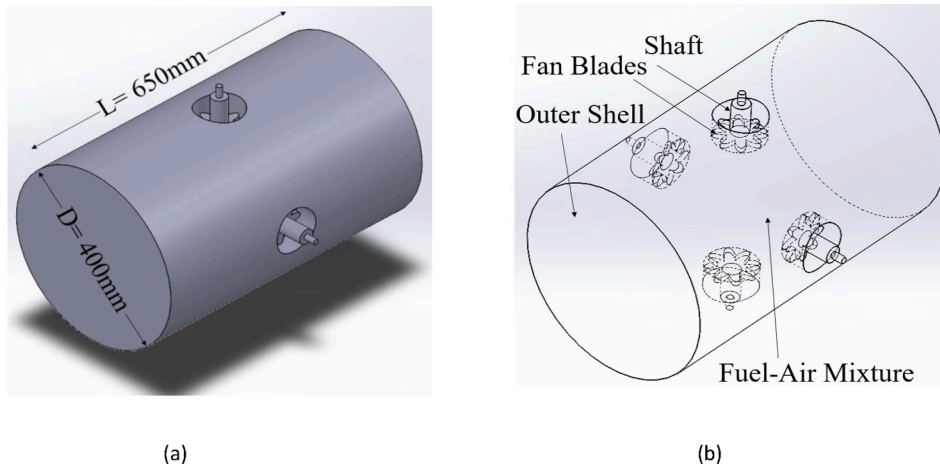 L= 650mm
D= 400mm
Shaft
Fan Blades
Outer Shell
Fuel-Air Mixture
(a)
(b)